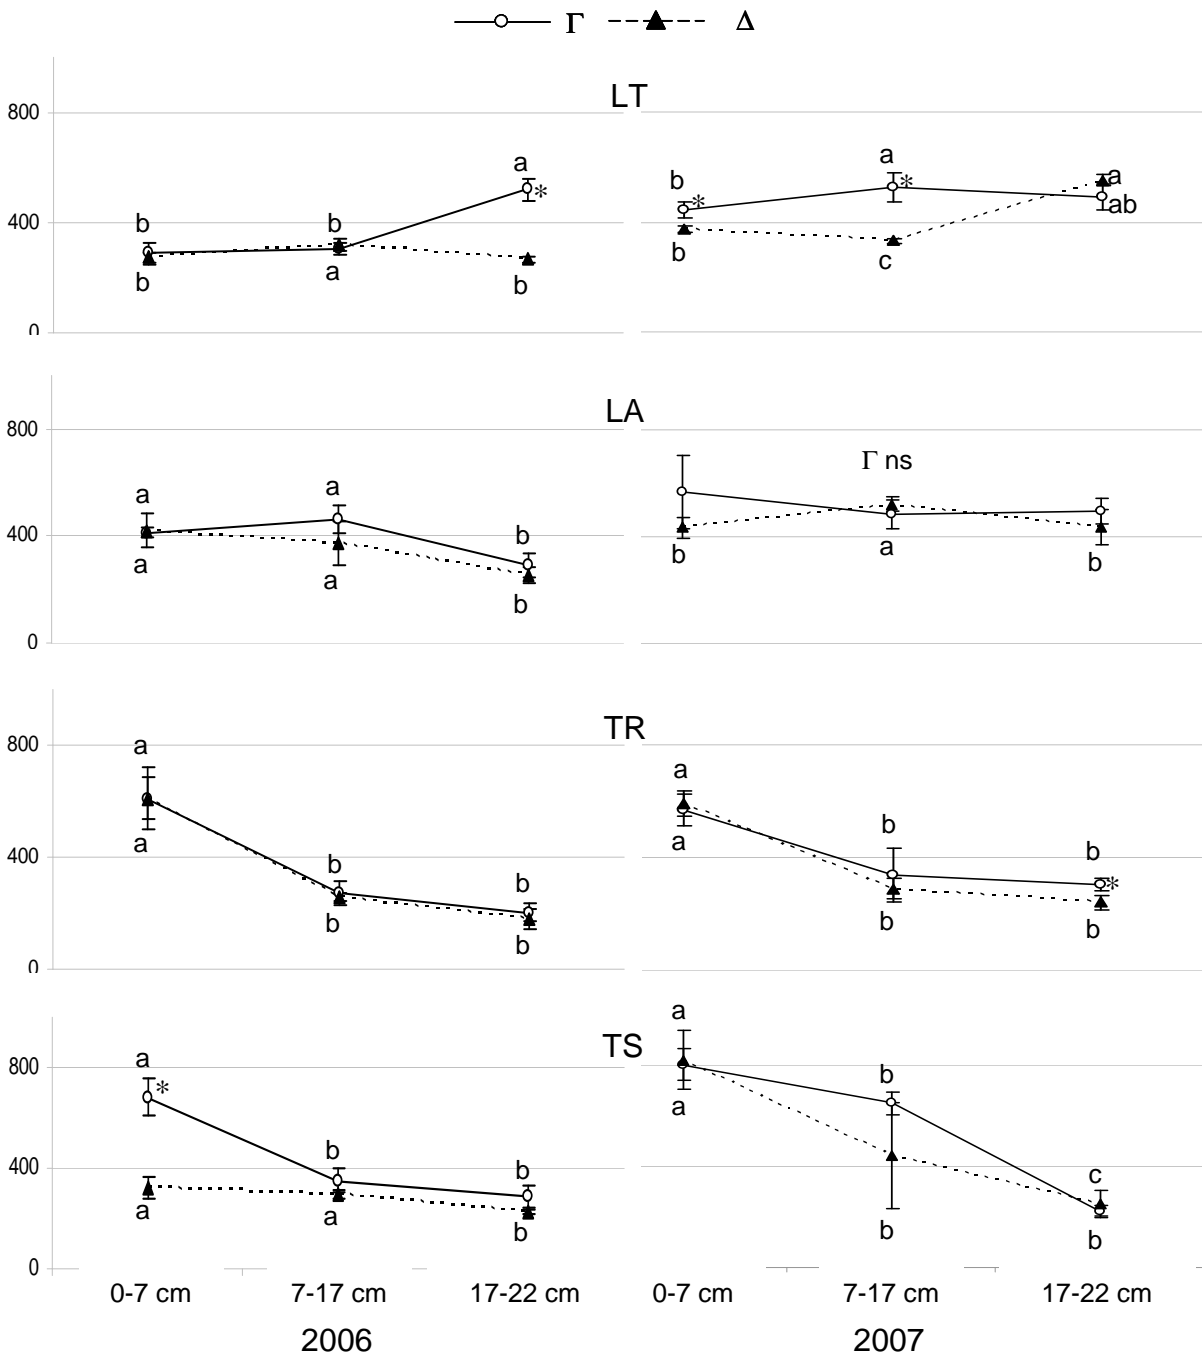 Γ Δ
LT
800
400
0
b b a *
b a b
b * a * a
b c ab
LA
800
400
0
a a b
a a b
Γ ns
b a b
TR
800
400
0
a b b
a b b
a b b *
a b b
TS
800
400
0
a * b b
a a b
a b c
a b b
0-7 cm 7-17 cm 17-22 cm 0-7 cm 7-17 cm 17-22 cm
2006 2007